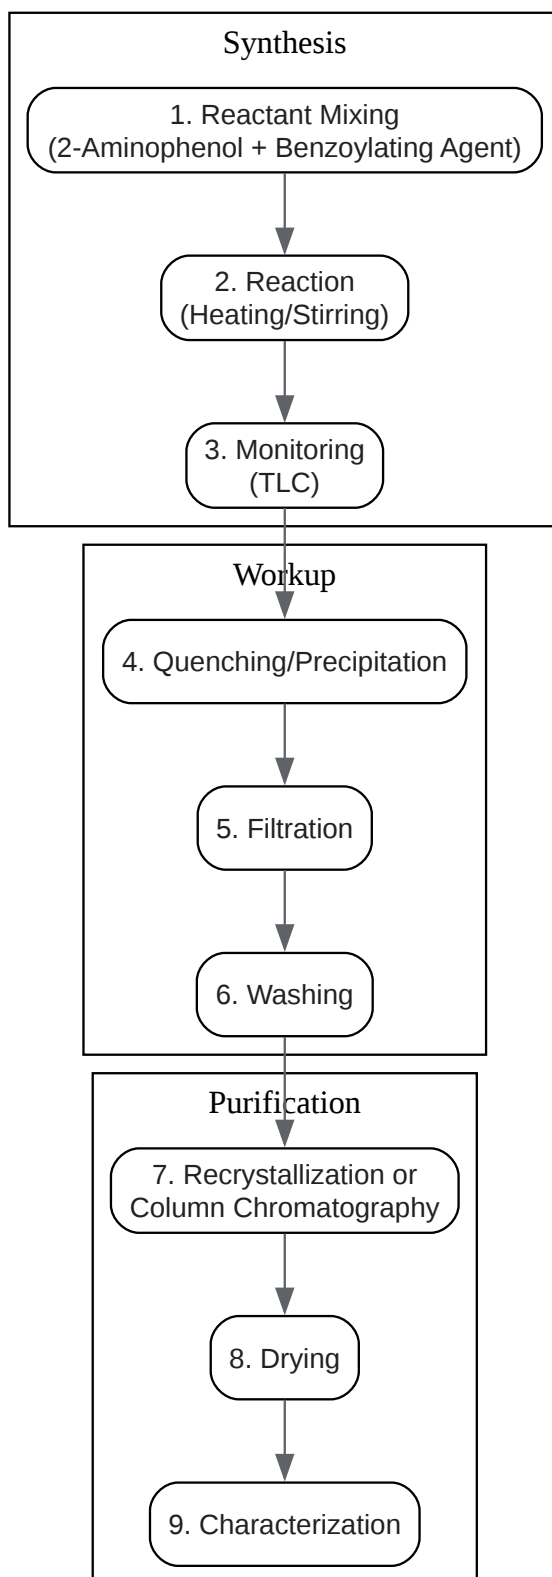 Synthesis
1. Reactant Mixing
(2-Aminophenol + Benzoylating Agent)
2. Reaction
(Heating/Stirring)
3. Monitoring
(TLC)
Workup
4. Quenching/Precipitation
5. Filtration
6. Washing
Purification
7. Recrystallization or
Column Chromatography
8. Drying
9. Characterization